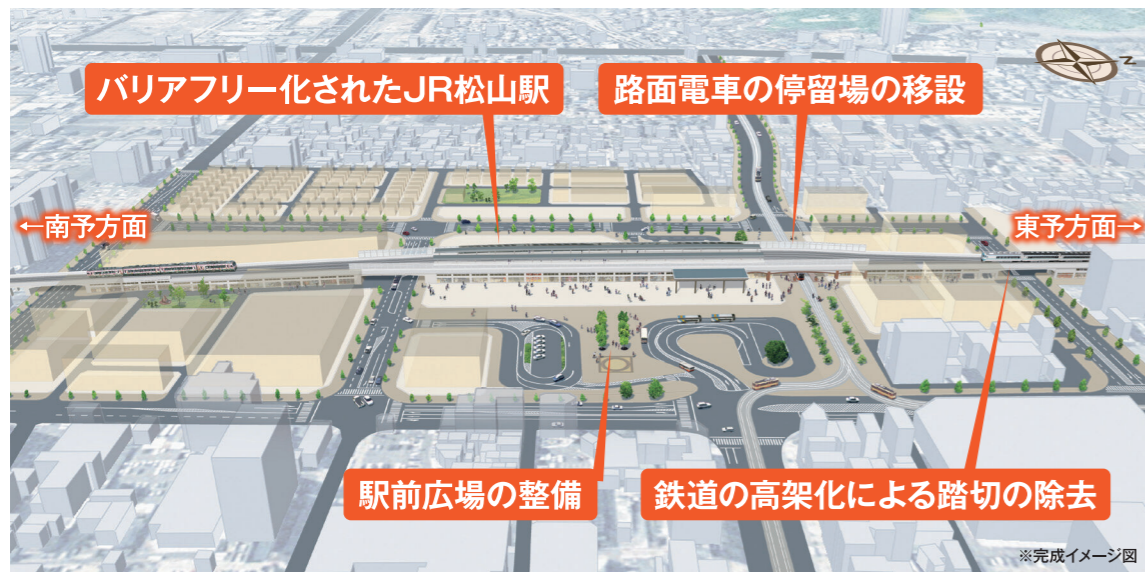 バリアフリー化されたJR松山駅
路面電車の停留場の移設
←南予方面
東予方面→
駅前広場の整備
鉄道の高架化による踏切の除去
※完成イメージ図